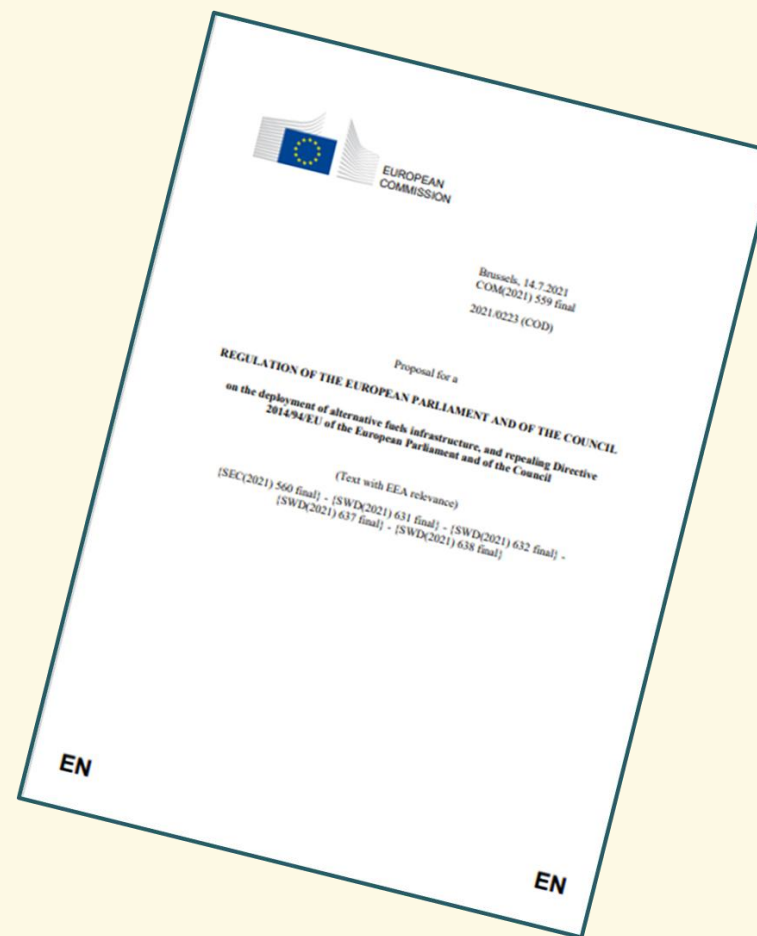 EUROPEAN
COMMISSION
Brussels, 14.7.2021
COM(2021) 559 final
2021/0223 (COD)
Proposal for a
REGULATION OF THE EUROPEAN PARLIAMENT AND OF THE COUNCIL
on the deployment of alternative fuels infrastructure, and repealing Directive
2014/94/EU of the European Parliament and of the Council
(Text with EEA relevance)
{SEC(2021) 560 final} - {SWD(2021) 631 final} - {SWD(2021) 632 final} -
{SWD(2021) 637 final} - {SWD(2021) 638 final}
EN
EN